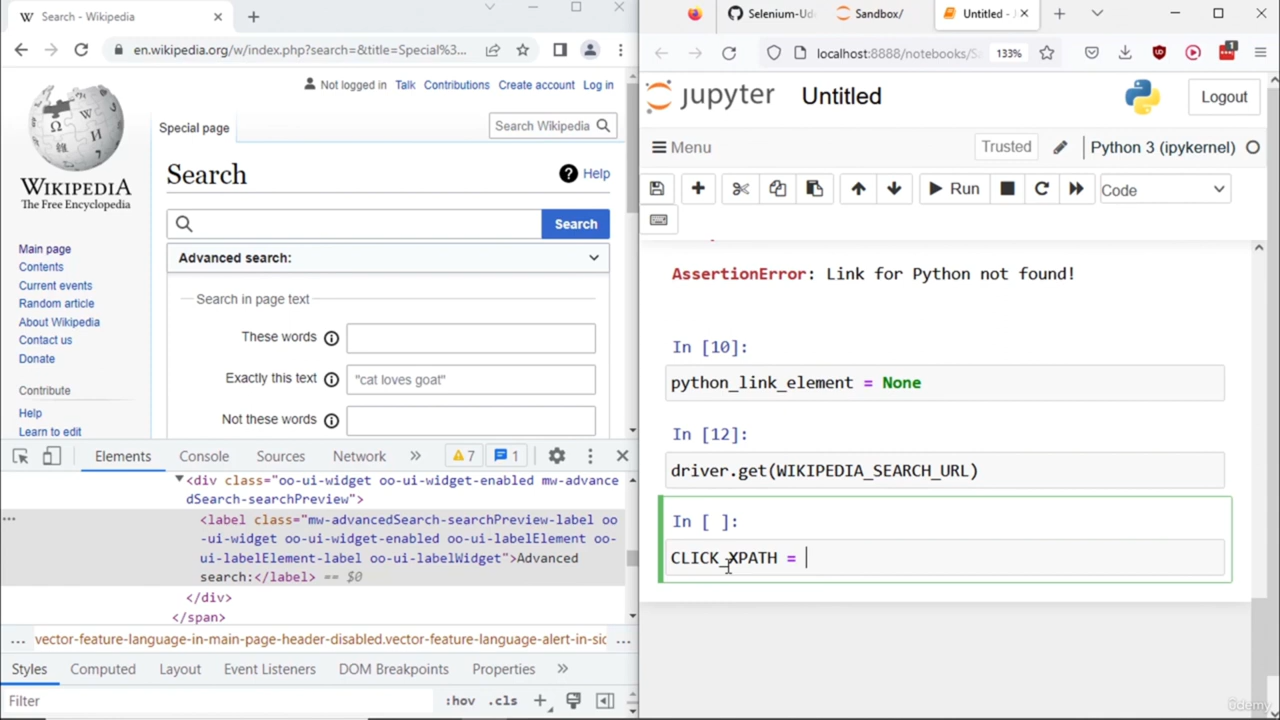 Search - Wikipedia
en.wikipedia.org/w/index.php?search=&title=Special%3...
WIKIPEDIA
The Free Encyclopedia
Main page
Contents
Current events
Random article
About Wikipedia
Contact us
Donate
Contribute
Help
Learn to edit
Not logged in Talk Contributions Create account Log in
Special page
Search Wikipedia
Search
Help
Search
Advanced search:
Search in page text
These words
Exactly this text
"cat loves goat"
Not these words
Elements Console Sources Network » 7 1
<div class="oo-ui-widget oo-ui-widget-enabled mw-advance
dSearch-searchPreview">
<label class="mw-advancedSearch-searchPreview-label oo
-ui-widget oo-ui-widget-enabled oo-ui-labelElement oo-
ui-labelElement-label oo-ui-labelWidget">Advanced
search:</label> == $0
</div>
</span>
... vector-feature-language-in-main-page-header-disabled.vector-feature-language-alert-in-sid ...
Styles Computed Layout Event Listeners DOM Breakpoints Properties »
Filter
:hov .cls
Selenium-Ude
Sandbox/
Untitled - J
localhost:8888/notebooks/S
133%
1
jupyter Untitled
Logout
Menu
Trusted
Python 3 (ipykernel)
Run
Code
AssertionError: Link for Python not found!
In [10]:
python_link_element = None
In [12]:
driver.get(WIKIPEDIA_SEARCH_URL)
In [ ]:
CLICK_XPATH =
ûdemy